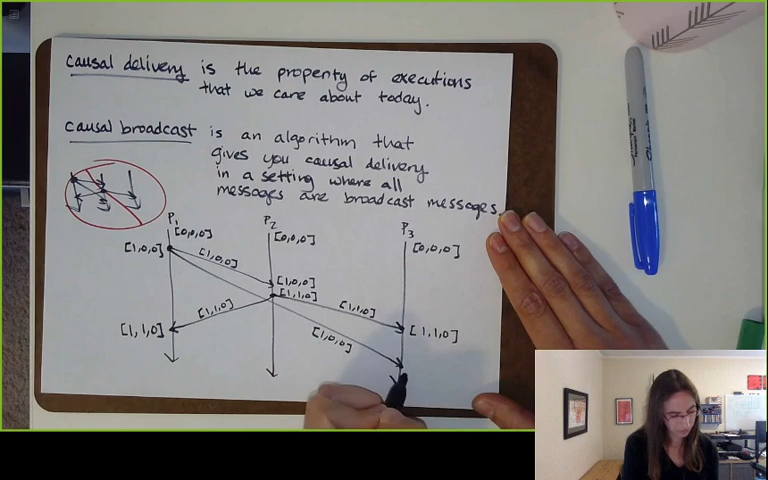 causal delivery is the property of executions
that we care about today.
causal broadcast is an algorithm that
gives you causal delivery
in a setting where all
messages are broadcast messages.
P1 P2 P3
[0,0,0] [0,0,0] [0,0,0]
[1,0,0] [1,0,0]
[1,0,0]
[1,1,0]
[1,1,0] [1,1,0]
[1,1,0] [1,0,0] [1,1,0]